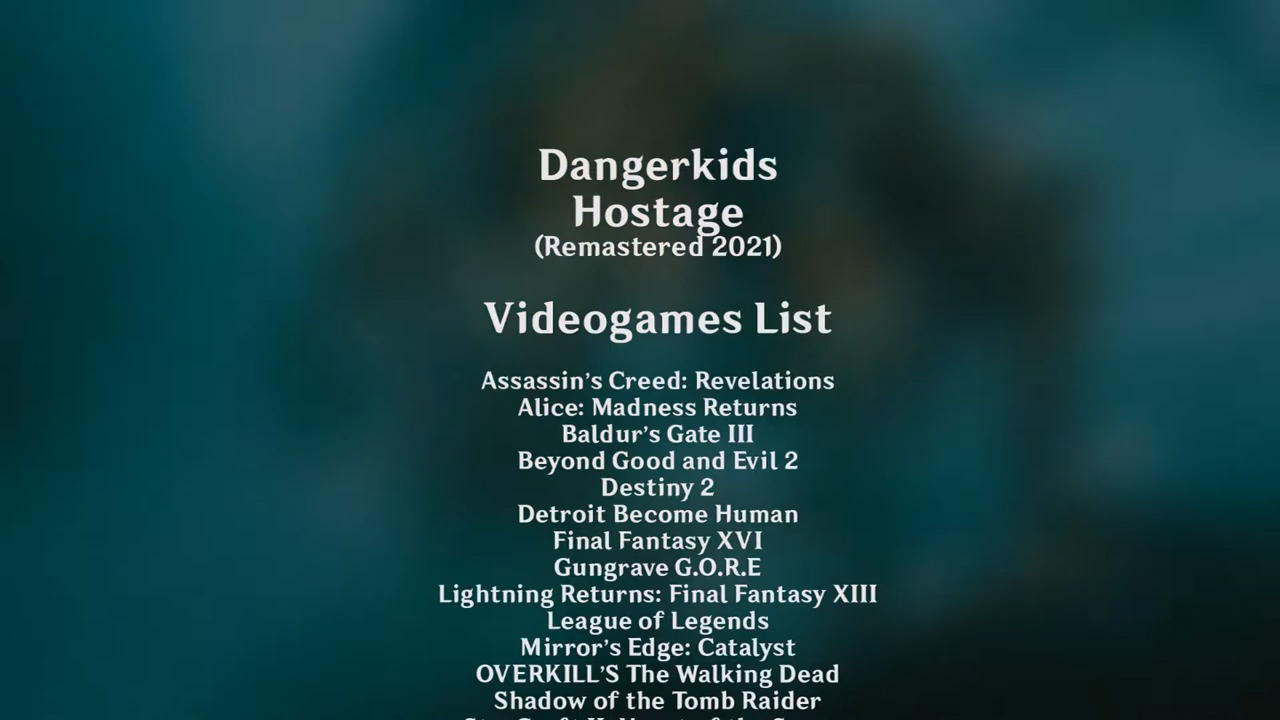 Dangerkids
Hostage
(Remastered 2021)
Videogames List
Assassin's Creed: Revelations
Alice: Madness Returns
Baldur's Gate III
Beyond Good and Evil 2
Destiny 2
Detroit Become Human
Final Fantasy XVI
Gungrave G.O.R.E
Lightning Returns: Final Fantasy XIII
League of Legends
Mirror's Edge: Catalyst
OVERKILL'S The Walking Dead
Shadow of the Tomb Raider